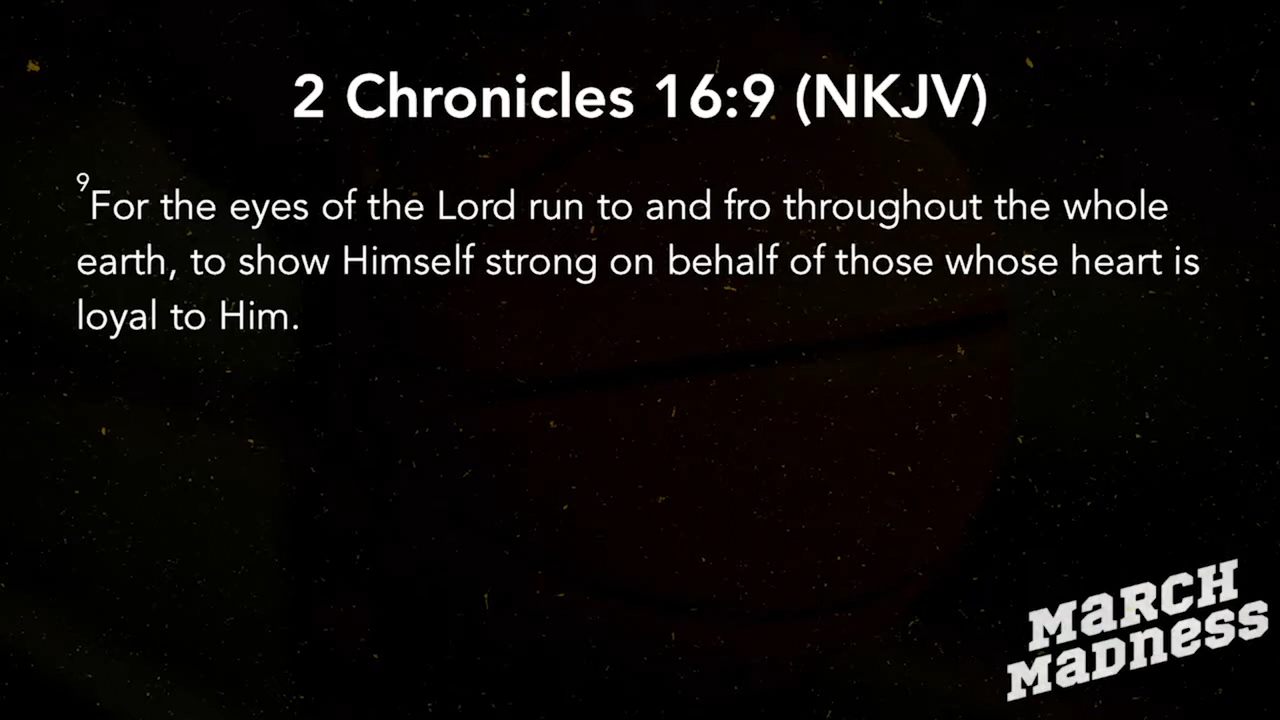 2 Chronicles 16:9 (NKJV)
9For the eyes of the Lord run to and fro throughout the whole
earth, to show Himself strong on behalf of those whose heart is
loyal to Him.
MaRCH
MaDNess